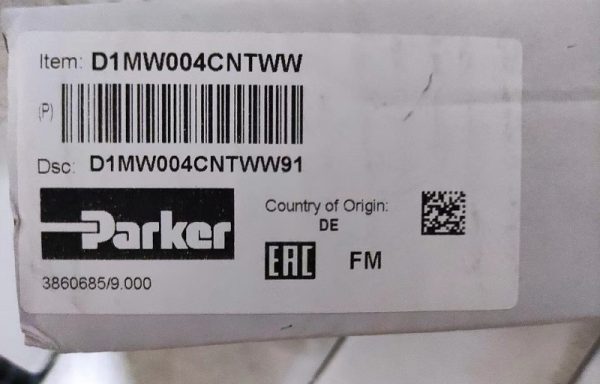 Item: D1MW004CNTWW
(P)
Dsc: D1MW004CNTWW91
Parker
Country of Origin:
DE
EAC FM
3860685/9.000